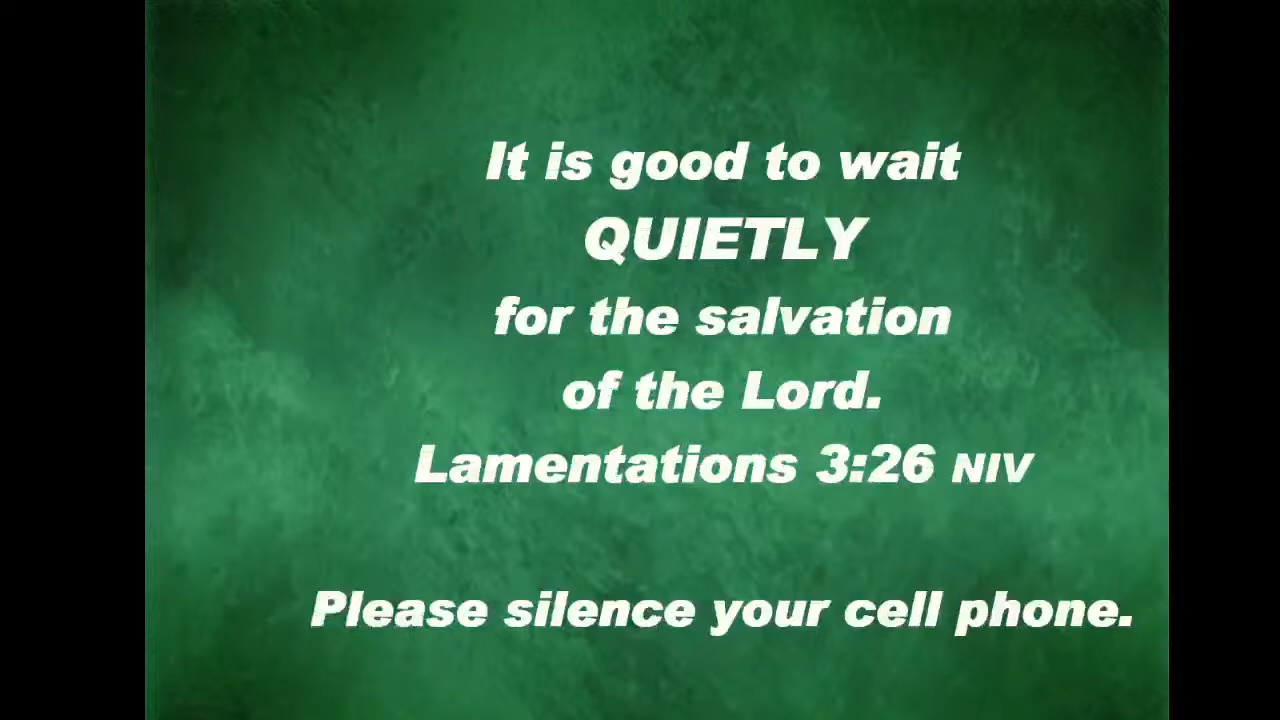 It is good to wait
QUIETLY
for the salvation
of the Lord.
Lamentations 3:26 NIV
Please silence your cell phone.